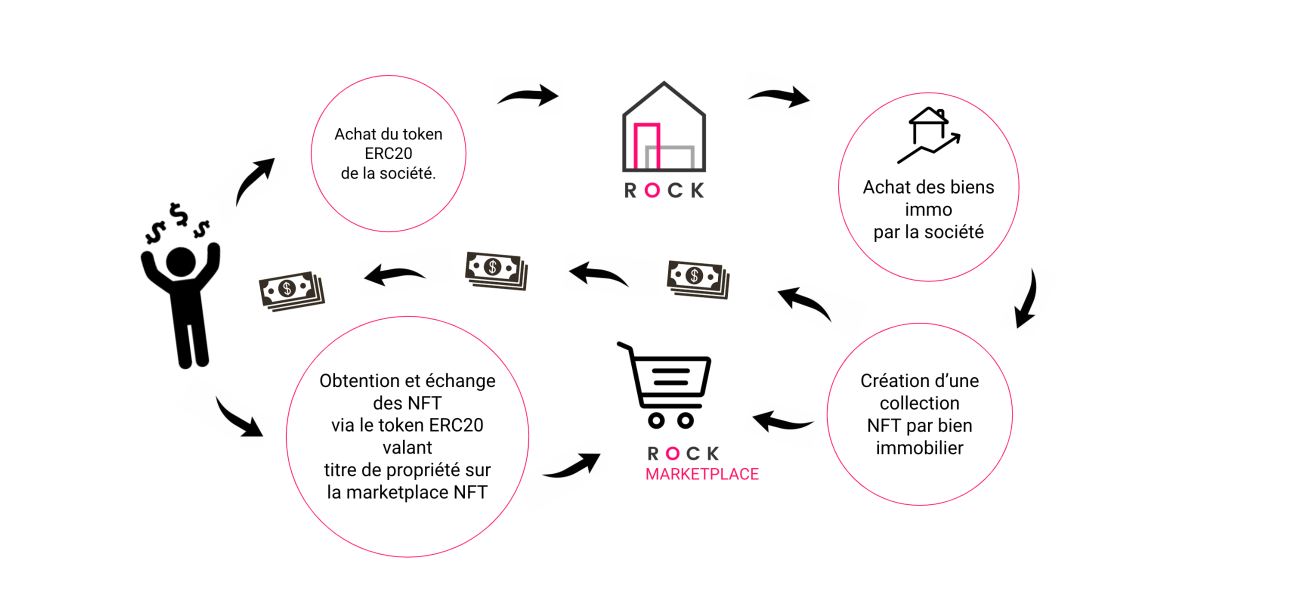 Achat du token
ERC20
de la société.
ROCK
Achat des biens
immo
par la société
Obtention et échange
des NFT
via le token ERC20
valant
titre de propriété sur
la marketplace NFT
ROCK
MARKETPLACE
Création d’une
collection
NFT par bien
immobilier